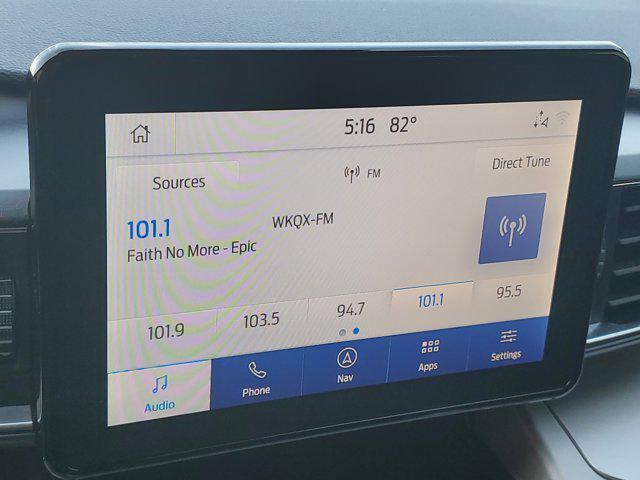 5:16 82°
Sources
FM
Direct Tune
101.1
WKQX-FM
Faith No More - Epic
101.9
103.5
94.7
101.1
95.5
Audio
Phone
Nav
Apps
Settings